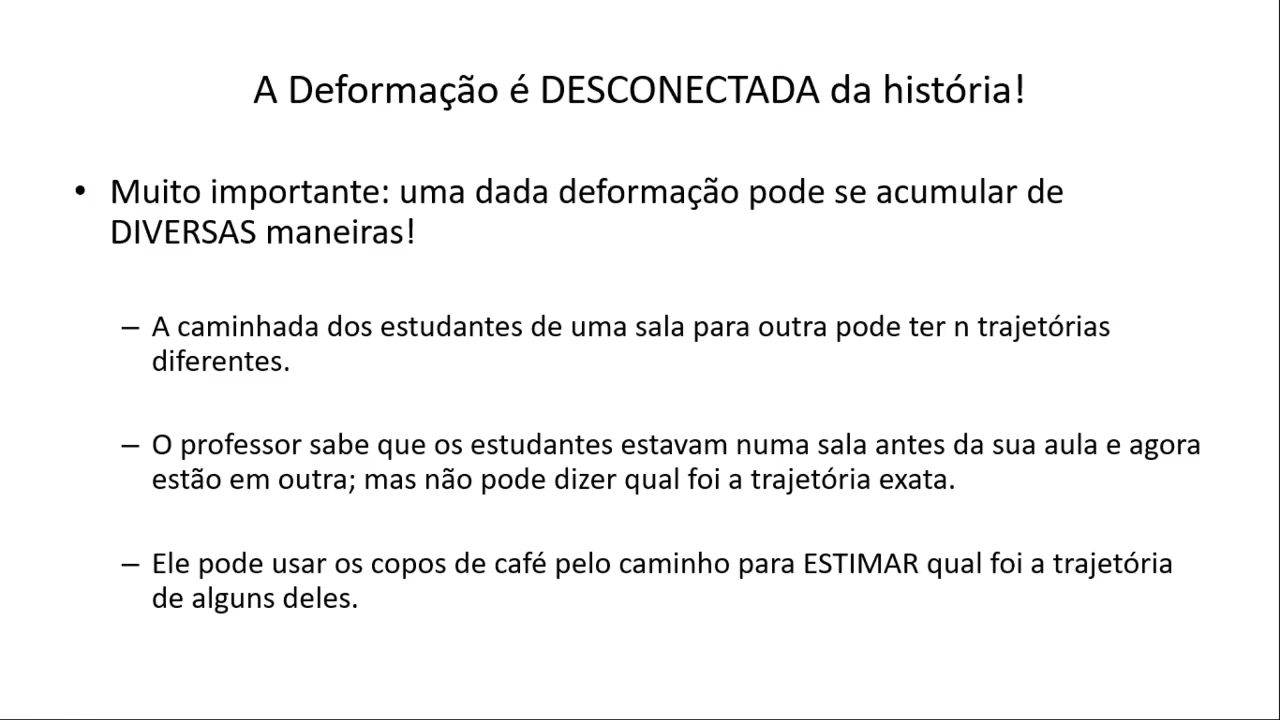 A Deformação é DESCONECTADA da história!
• Muito importante: uma dada deformação pode se acumular de
DIVERSAS maneiras!
– A caminhada dos estudantes de uma sala para outra pode ter n trajetórias
diferentes.
– O professor sabe que os estudantes estavam numa sala antes da sua aula e agora
estão em outra; mas não pode dizer qual foi a trajetória exata.
– Ele pode usar os copos de café pelo caminho para ESTIMAR qual foi a trajetória
de alguns deles.